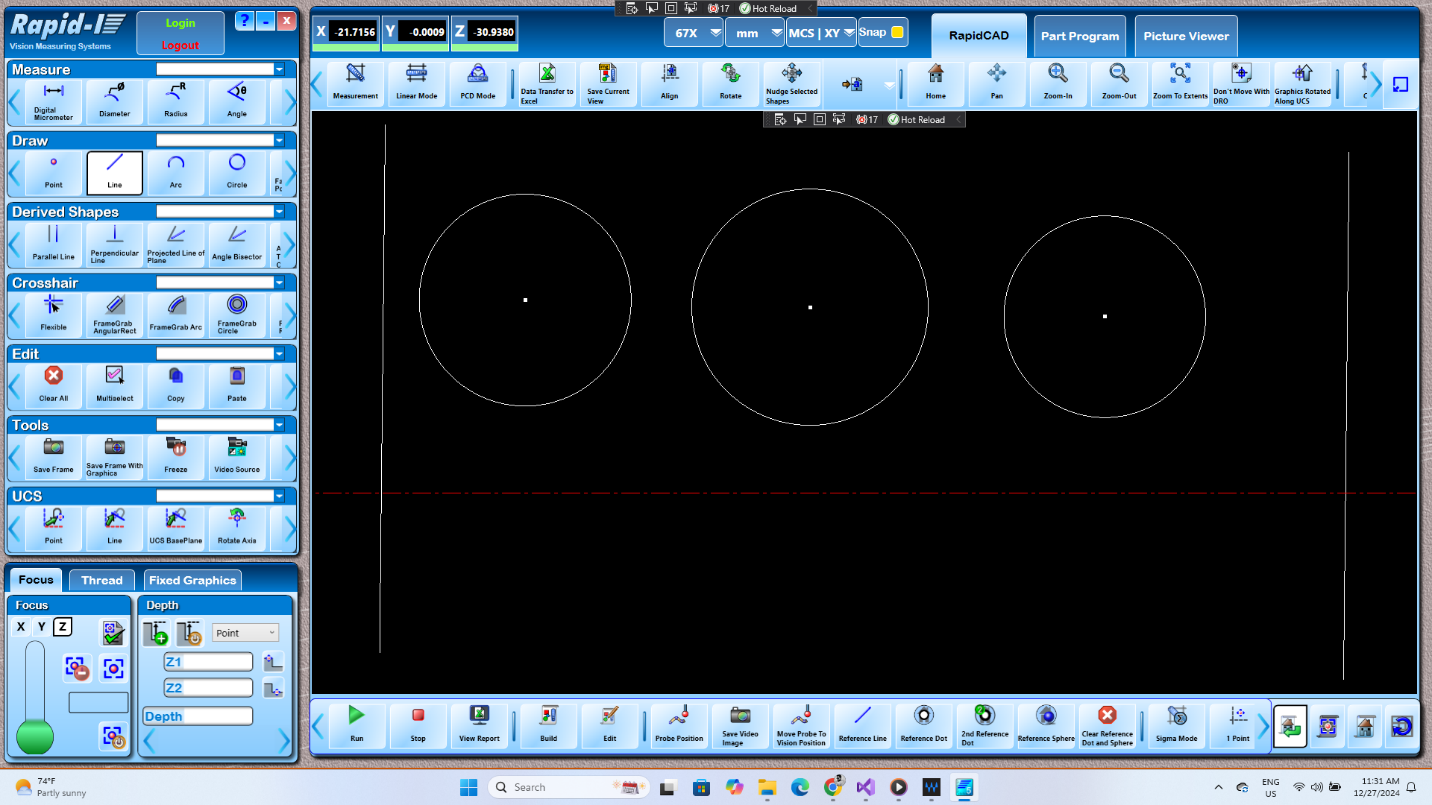 Rapid-I
Vision Measuring Systems
Login
Logout
?
-
X
X -21.7156
Y -0.0009
Z -30.9380
17
Hot Reload
67X
mm
MCS | XY
Snap
RapidCAD
Part Program
Picture Viewer
Measurement
Linear Mode
PCD Mode
Data Transfer to
Excel
Save Current
View
Align
Rotate
Nudge Selected
Shapes
Home
Pan
Zoom-In
Zoom-Out
Zoom To Extents
Don't Move With
DRO
Graphics Rotated
Along UCS
17
Hot Reload
Measure
Digital
Micrometer
Diameter
Radius
Angle
Draw
Point
Line
Arc
Circle
Derived Shapes
Parallel Line
Perpendicular
Line
Projected Line of
Plane
Angle Bisector
Crosshair
Flexible
FrameGrab
AngularRect
FrameGrab Arc
FrameGrab
Circle
Edit
Clear All
Multiselect
Copy
Paste
Tools
Save Frame
Save Frame With
Graphics
Freeze
Video Source
UCS
Point
Line
UCS BasePlane
Rotate Axis
Focus
Thread
Fixed Graphics
Focus
X Y Z
Depth
Point
Z1
Z2
Depth
Run
Stop
View Report
Build
Edit
Probe Position
Save Video
Image
Move Probe To
Vision Position
Reference Line
Reference Dot
2nd Reference
Dot
Reference Sphere
Clear Reference
Dot and Sphere
Sigma Mode
1 Point
74°F
Partly sunny
Search
ENG
US
11:31 AM
12/27/2024